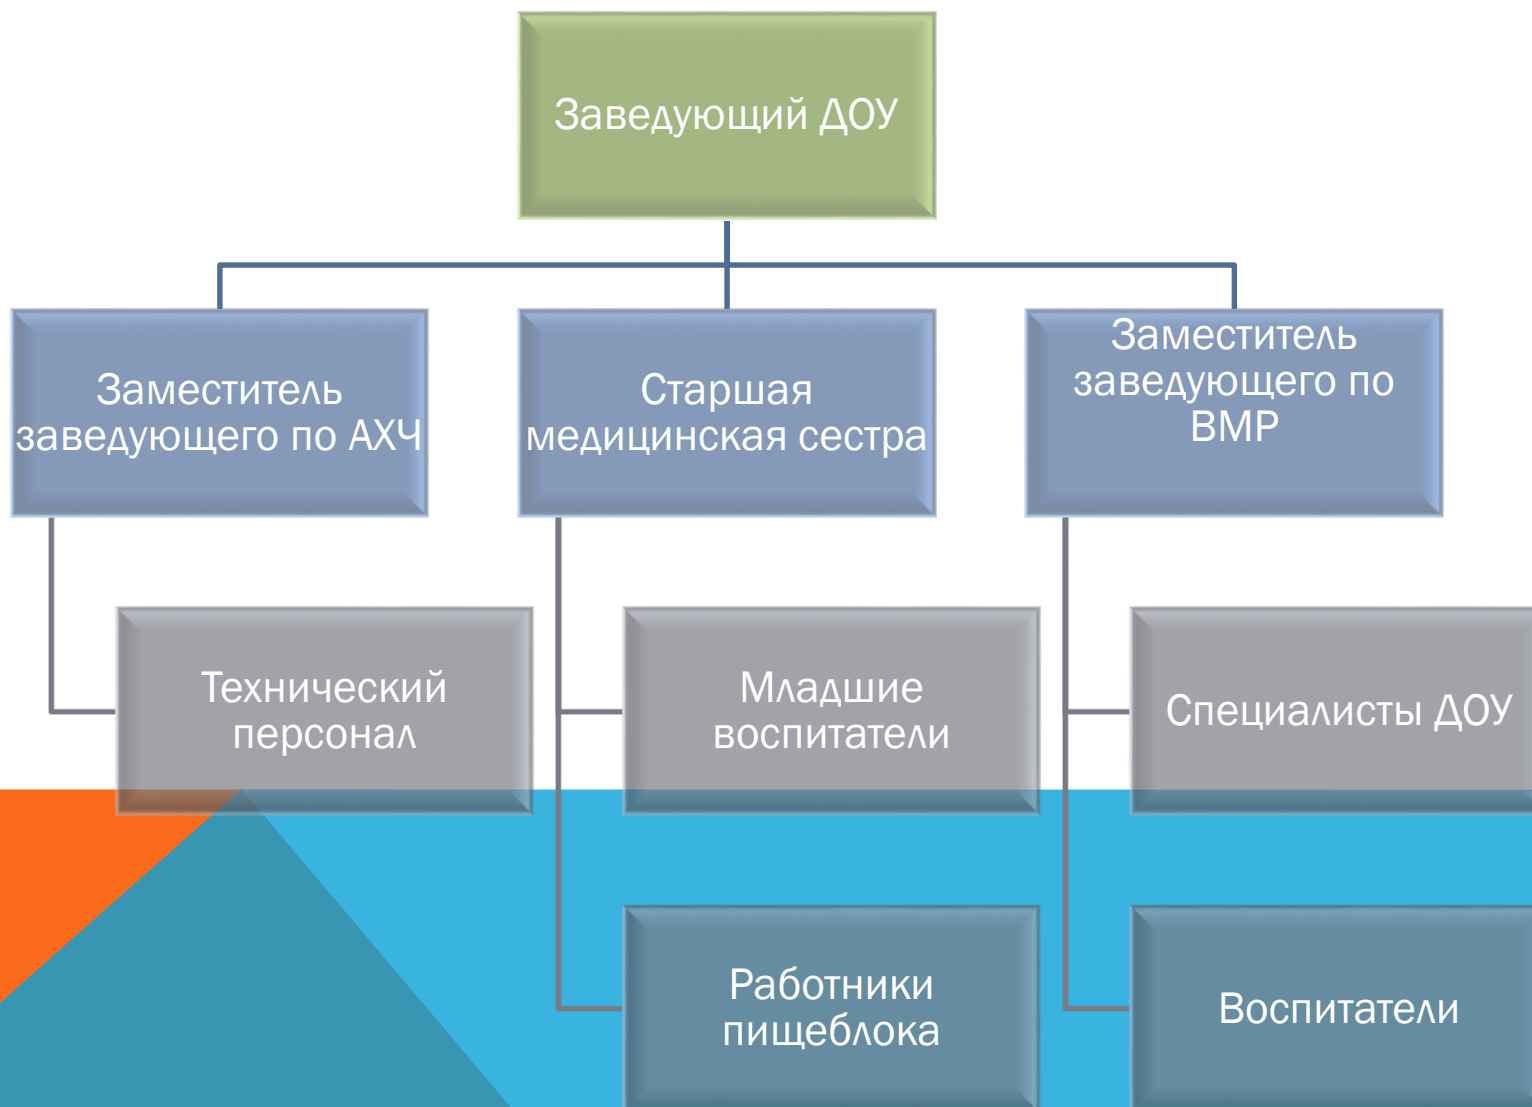 Заведующий ДОУ
Заместитель
заведующего по АХЧ
Старшая
медицинская сестра
Заместитель
заведующего по
ВМР
Технический
персонал
Младшие
воспитатели
Специалисты ДОУ
Работники
пищеблока
Воспитатели